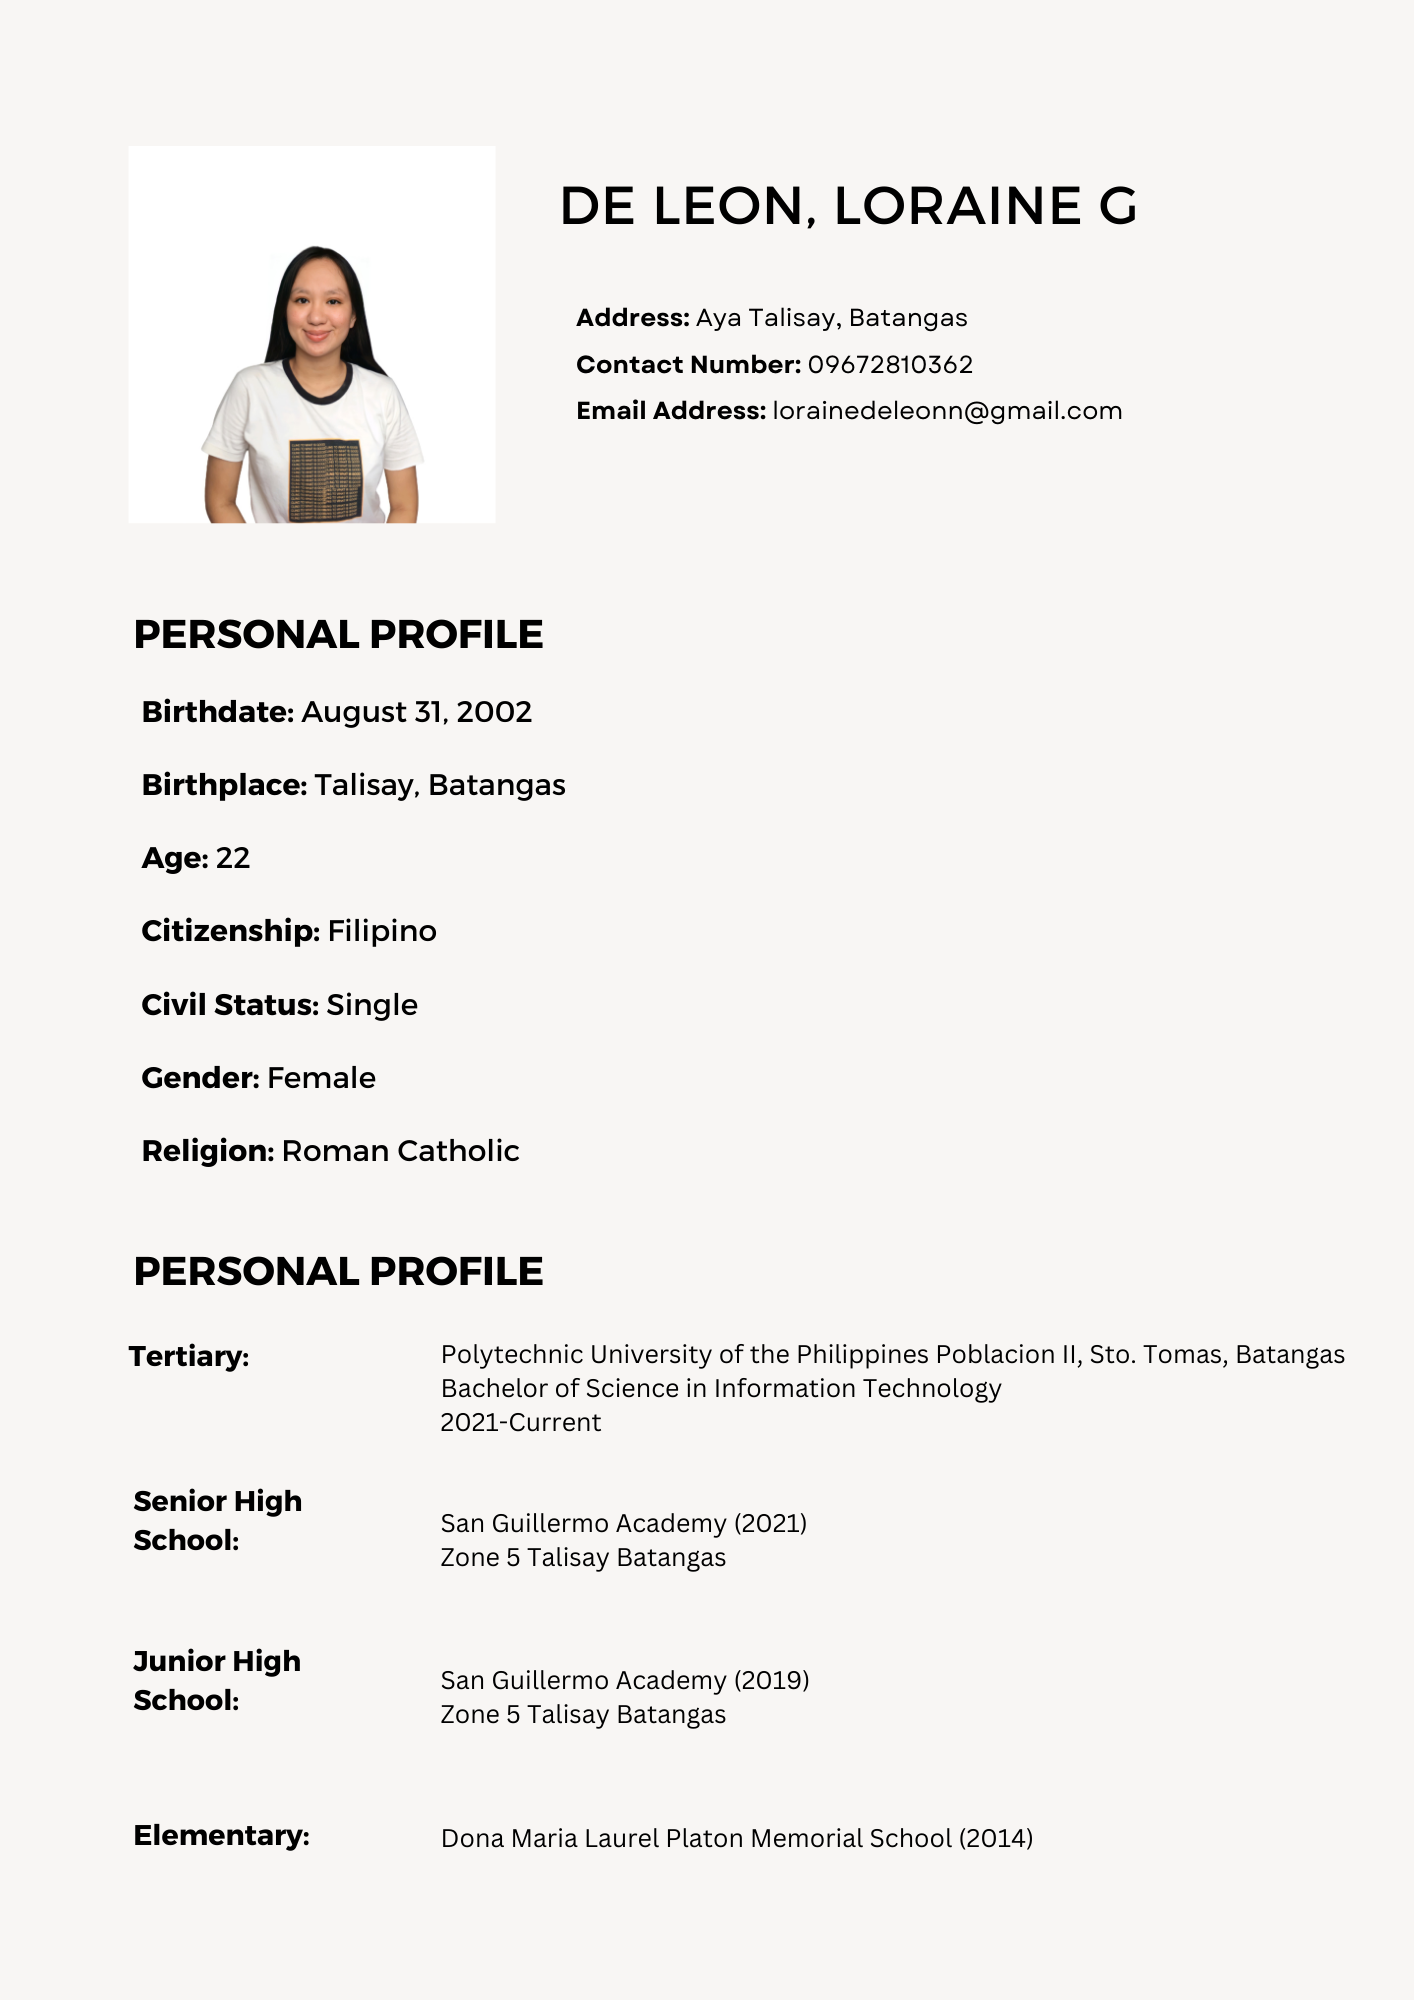 DE LEON, LORAINE G
Address: Aya Talisay, Batangas
Contact Number: 09672810362
Email Address: lorainedeleonn@gmail.com
PERSONAL PROFILE
Birthdate: August 31, 2002
Birthplace: Talisay, Batangas
Age: 22
Citizenship: Filipino
Civil Status: Single
Gender: Female
Religion: Roman Catholic
PERSONAL PROFILE
Tertiary:
Polytechnic University of the Philippines Poblacion II, Sto. Tomas, Batangas
Bachelor of Science in Information Technology
2021-Current
Senior High
School:
San Guillermo Academy (2021)
Zone 5 Talisay Batangas
Junior High
School:
San Guillermo Academy (2019)
Zone 5 Talisay Batangas
Elementary:
Dona Maria Laurel Platon Memorial School (2014)